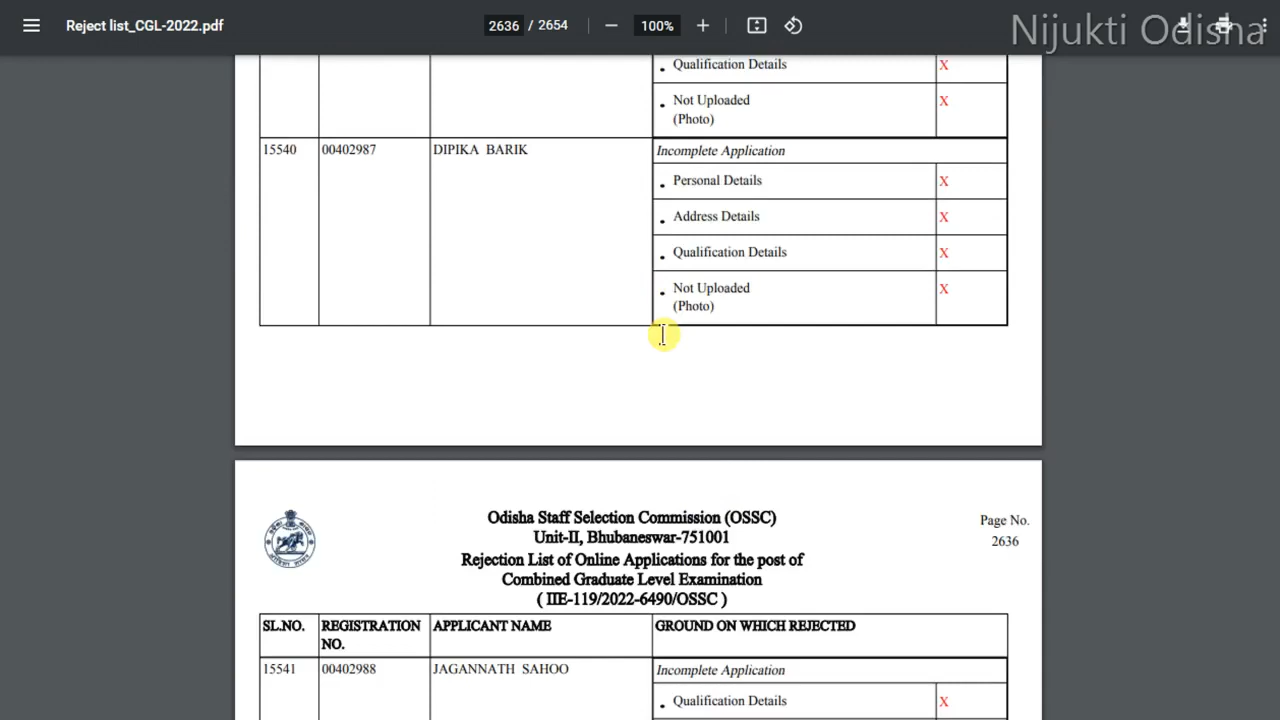 Reject list_CGL-2022.pdf
2636 / 2654
100%
Nijukti Odisha
Qualification Details X
Not Uploaded X
(Photo)
15540 00402987 DIPIKA BARIK Incomplete Application
Personal Details X
Address Details X
Qualification Details X
Not Uploaded X
(Photo)
Odisha Staff Selection Commission (OSSC)
Page No.
Unit-II, Bhubaneswar-751001
2636
Rejection List of Online Applications for the post of
Combined Graduate Level Examination
( IIE-119/2022-6490/OSSC )
SL.NO. REGISTRATION APPLICANT NAME GROUND ON WHICH REJECTED
NO.
15541 00402988 JAGANNATH SAHOO Incomplete Application
Qualification Details X